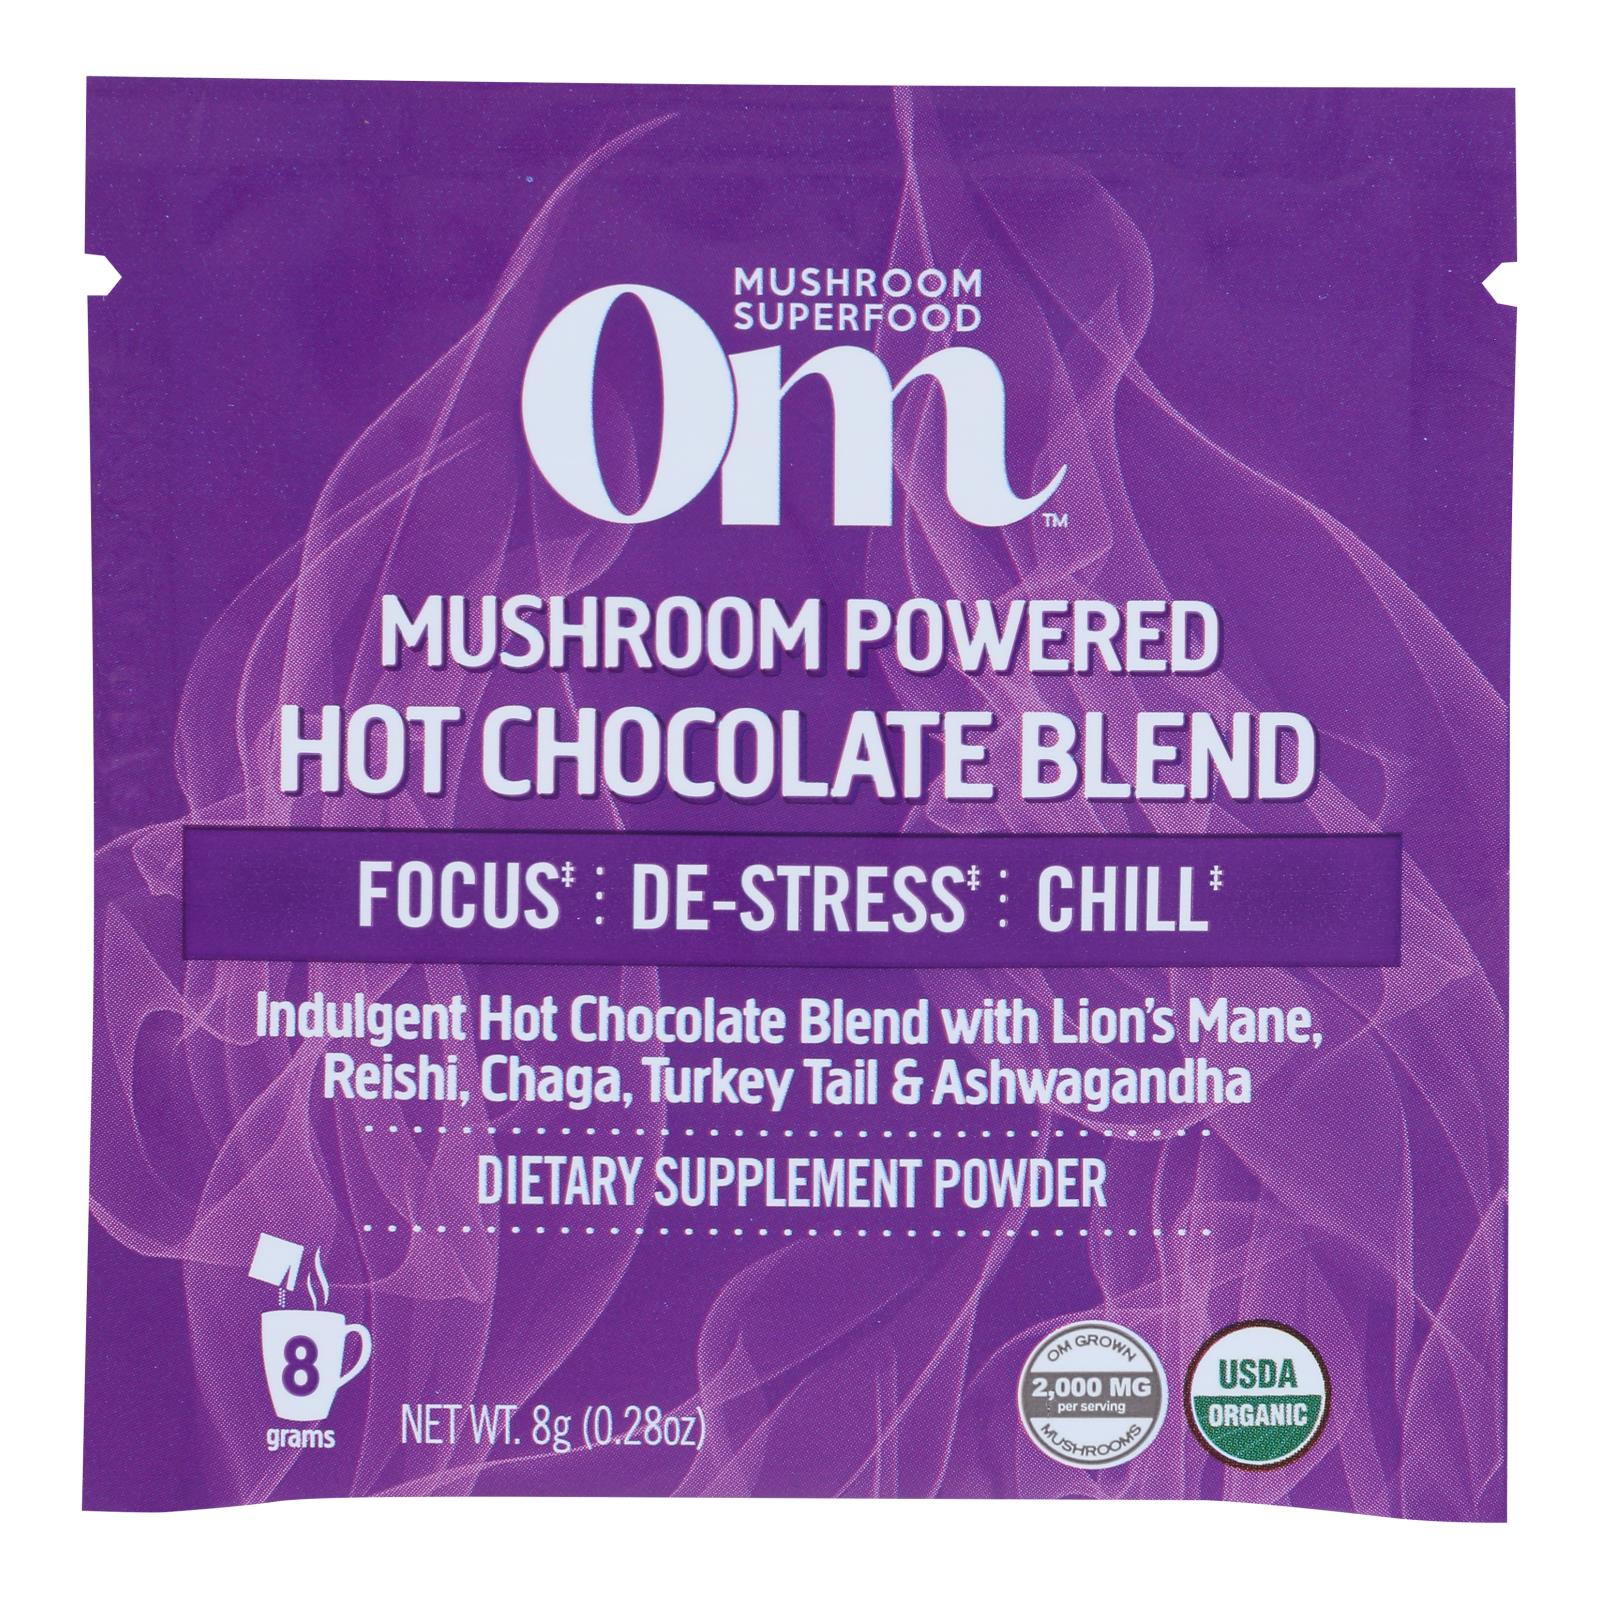 MUSHROOM
SUPERFOOD
Om™
MUSHROOM POWERED
HOT CHOCOLATE BLEND
FOCUS‡ ⋮ DE-STRESS‡ ⋮ CHILL‡
Indulgent Hot Chocolate Blend with Lion's Mane,
Reishi, Chaga, Turkey Tail & Ashwagandha
DIETARY SUPPLEMENT POWDER
8
grams
NET WT. 8g (0.28oz)
OM GROWN
2,000 MG
per serving
MUSHROOMS
USDA
ORGANIC